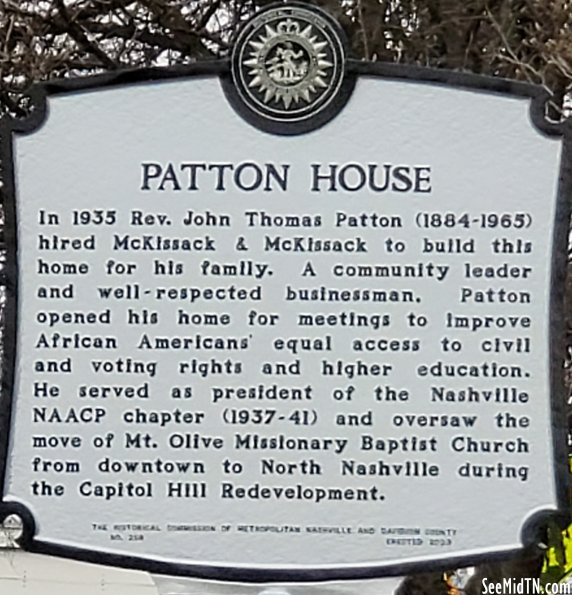 PATTON HOUSE
In 1935 Rev. John Thomas Patton (1884-1965)
hired McKissack & McKissack to build this
home for his family. A community leader
and well-respected businessman, Patton
opened his home for meetings to improve
African Americans' equal access to civil
and voting rights and higher education.
He served as president of the Nashville
NAACP chapter (1937-41) and oversaw the
move of Mt. Olive Missionary Baptist Church
from downtown to North Nashville during
the Capitol Hill Redevelopment.
THE HISTORICAL COMMISSION OF METROPOLITAN NASHVILLE AND DAVIDSON COUNTY
NO. 258 ERECTED 2023
SeeMidTN.com